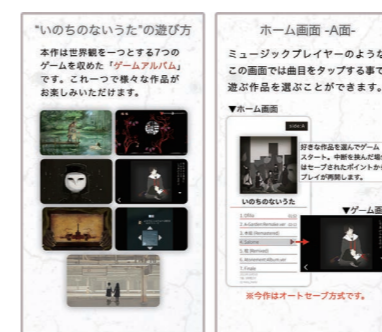 "いのちのないうた"の遊び方
本作は世界観を一つとする7つの
ゲームを収めた「ゲームアルバム」
です。これ一つで様々な作品が
お楽しみいただけます。
ホーム画面 -A面-
ミュージックプレイヤーのような
この画面では曲目をタップする事で
遊ぶ作品を選ぶことができます。
▼ホーム画面
好きな作品を選んでゲーム
スタート。中断を挟んだ場
はセーブされたポイントか
プレイが再開します。
いのちのないうた
▼ゲーム画
※今作はオートセーブ方式です。